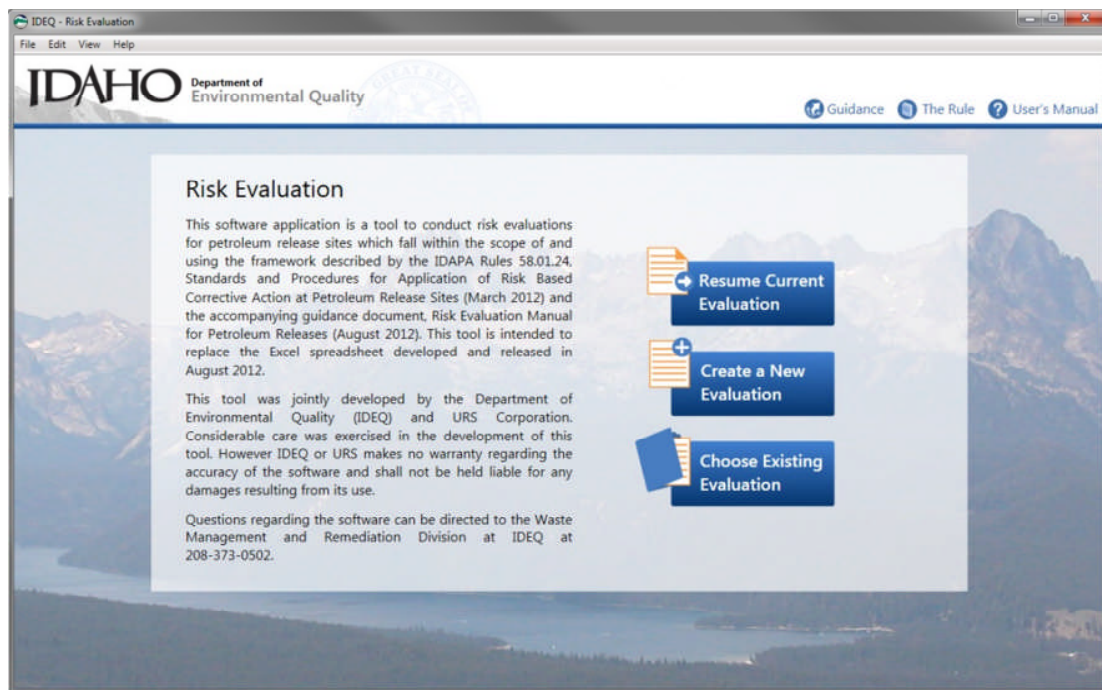 IDEQ - Risk Evaluation
File Edit View Help
IDAHO
Department of
Environmental Quality
Guidance The Rule User's Manual
Risk Evaluation
This software application is a tool to conduct risk evaluations
for petroleum release sites which fall within the scope of and
using the framework described by the IDAPA Rules 58.01.24,
Standards and Procedures for Application of Risk Based
Corrective Action at Petroleum Release Sites (March 2012) and
the accompanying guidance document, Risk Evaluation Manual
for Petroleum Releases (August 2012). This tool is intended to
replace the Excel spreadsheet developed and released in
August 2012.
This tool was jointly developed by the Department of
Environmental Quality (IDEQ) and URS Corporation.
Considerable care was exercised in the development of this
tool. However IDEQ or URS makes no warranty regarding the
accuracy of the software and shall not be held liable for any
damages resulting from its use.
Questions regarding the software can be directed to the Waste
Management and Remediation Division at IDEQ at
208-373-0502.
Resume Current
Evaluation
Create a New
Evaluation
Choose Existing
Evaluation